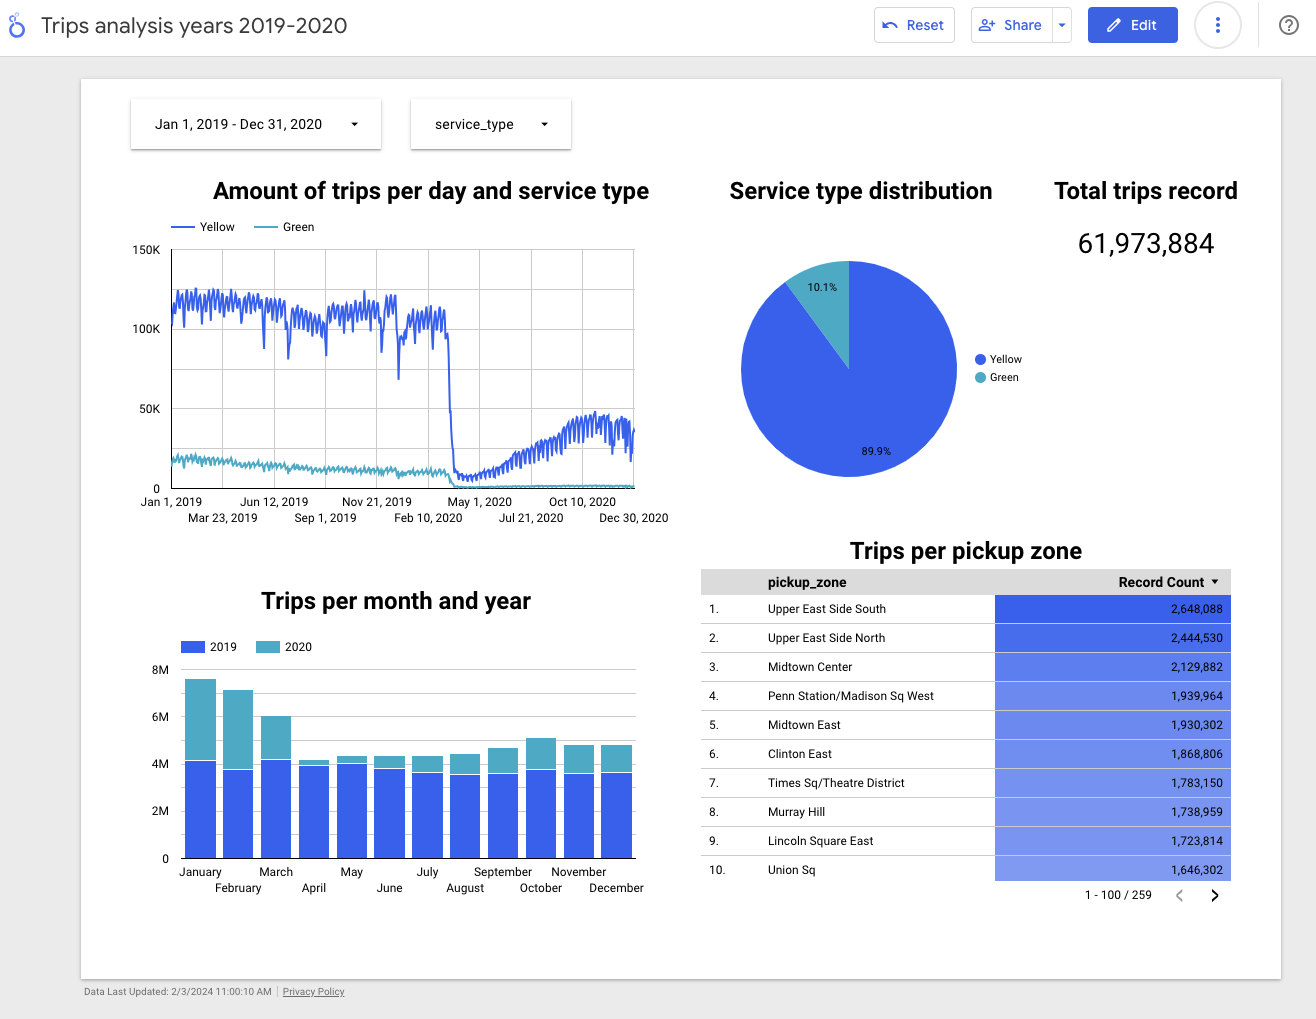 Trips analysis years 2019-2020
Reset
Share
Edit
Jan 1, 2019 - Dec 31, 2020
service_type
Amount of trips per day and service type
Yellow
Green
150K
100K
50K
0
Jan 1, 2019
Jun 12, 2019
Nov 21, 2019
May 1, 2020
Oct 10, 2020
Mar 23, 2019
Sep 1, 2019
Feb 10, 2020
Jul 21, 2020
Dec 30, 2020
Service type distribution
10.1%
89.9%
Yellow
Green
Total trips record
61,973,884
Trips per month and year
2019
2020
8M
6M
4M
2M
0
January
March
May
July
September
November
February
April
June
August
October
December
Trips per pickup zone
pickup_zone Record Count
1. Upper East Side South 2,648,088
2. Upper East Side North 2,444,530
3. Midtown Center 2,129,882
4. Penn Station/Madison Sq West 1,939,964
5. Midtown East 1,930,302
6. Clinton East 1,868,806
7. Times Sq/Theatre District 1,783,150
8. Murray Hill 1,738,959
9. Lincoln Square East 1,723,814
10. Union Sq 1,646,302
1 - 100 / 259
Data Last Updated: 2/3/2024 11:00:10 AM
Privacy Policy